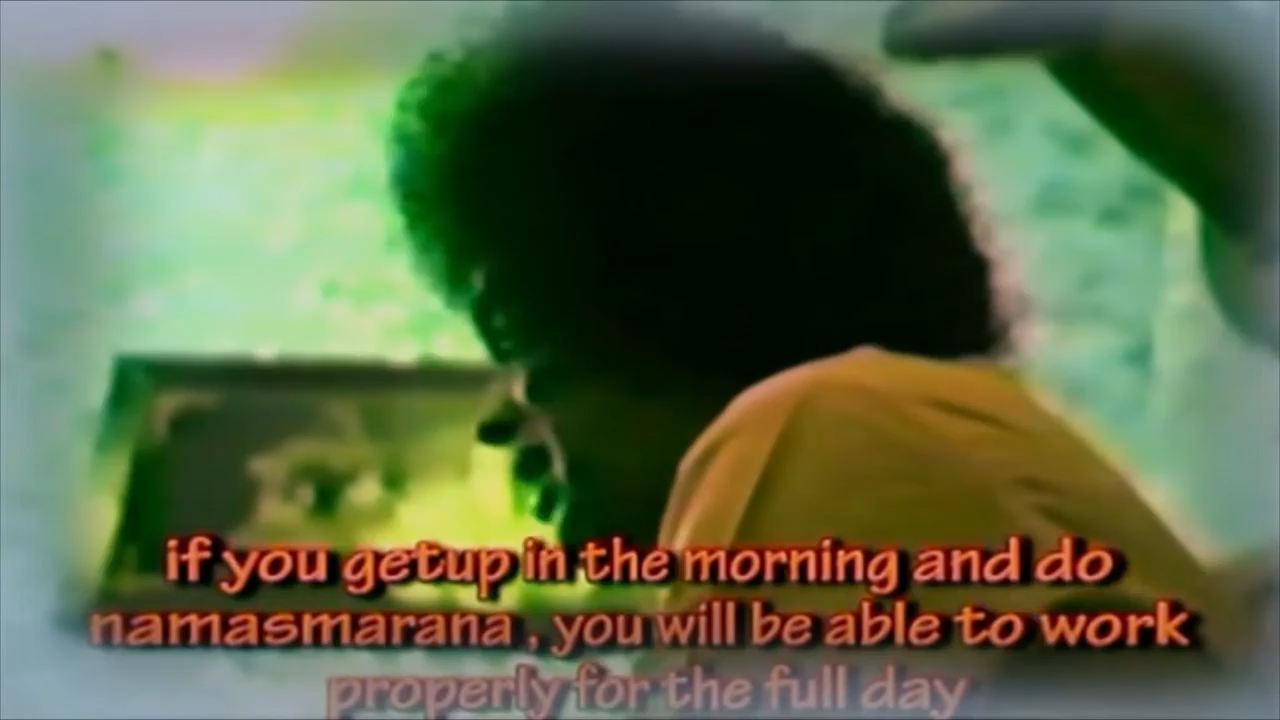 if you getup in the morning and do
namasmarana , you will be able to work
properly for the full day